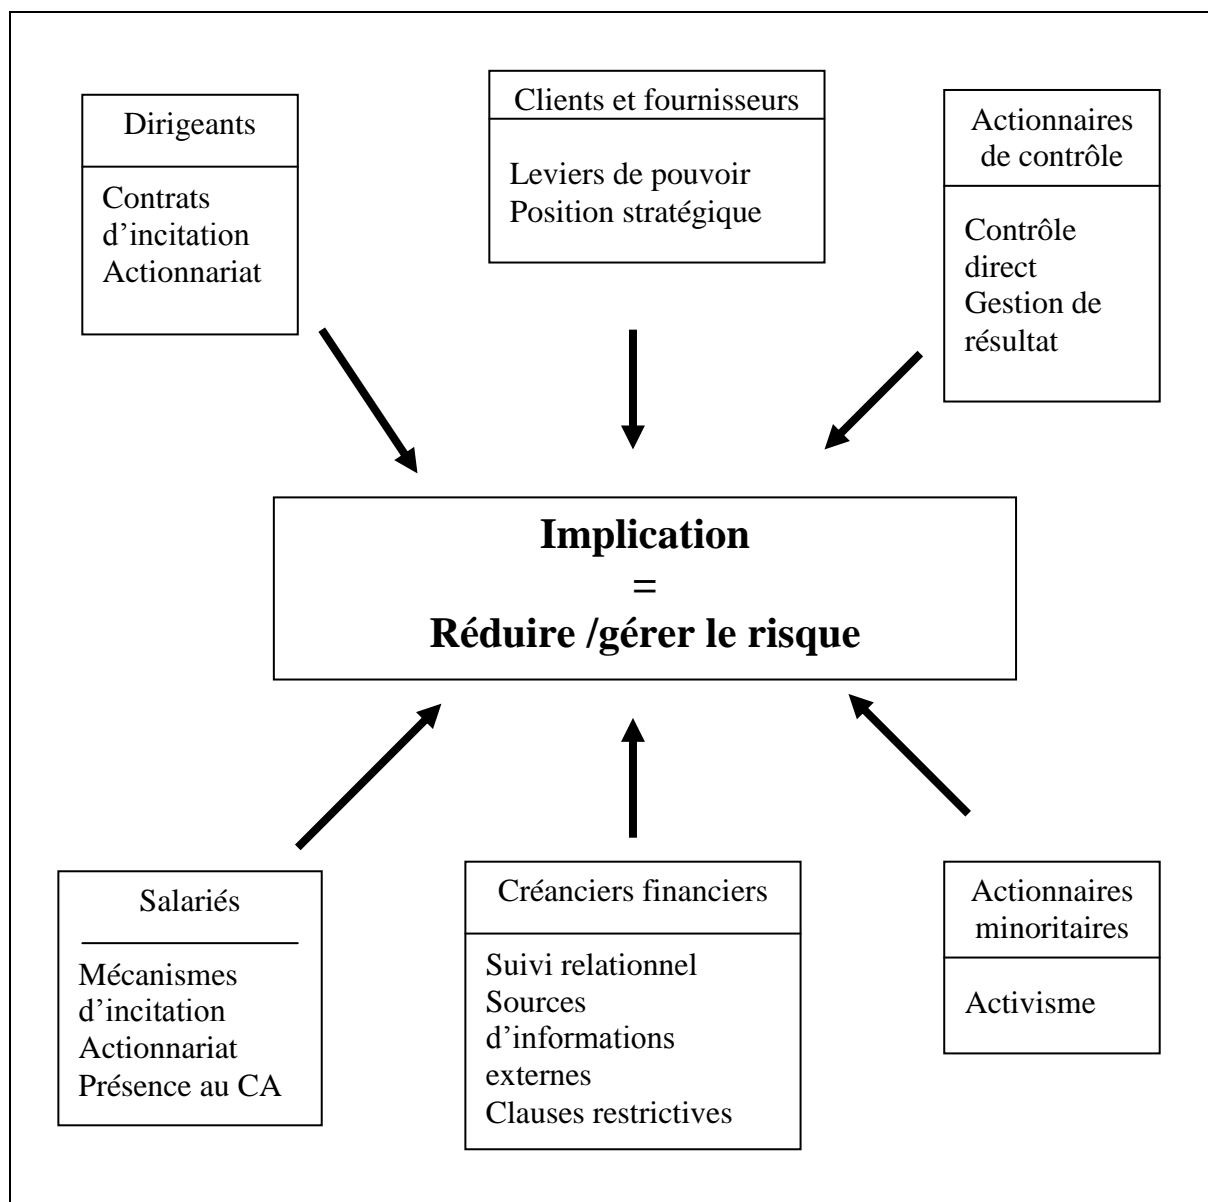 Dirigeants
Contrats
d’incitation
Actionnariat
Clients et fournisseurs
Leviers de pouvoir
Position stratégique
Actionnaires
de contrôle
Contrôle
direct
Gestion de
résultat
Implication
=
Réduire /gérer le risque
Salariés
Mécanismes
d’incitation
Actionnariat
Présence au CA
Créanciers financiers
Suivi relationnel
Sources
d’informations
externes
Clauses restrictives
Actionnaires
minoritaires
Activisme